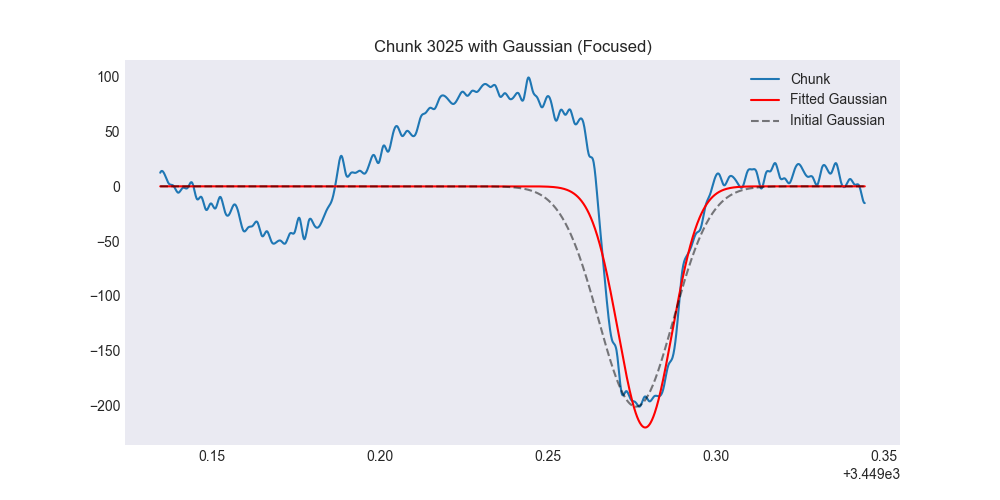 Chunk 3025 with Gaussian (Focused)
Chunk
Fitted Gaussian
Initial Gaussian
100
50
0
−50
−100
−150
−200
0.15 0.20 0.25 0.30 0.35
+3.449e3